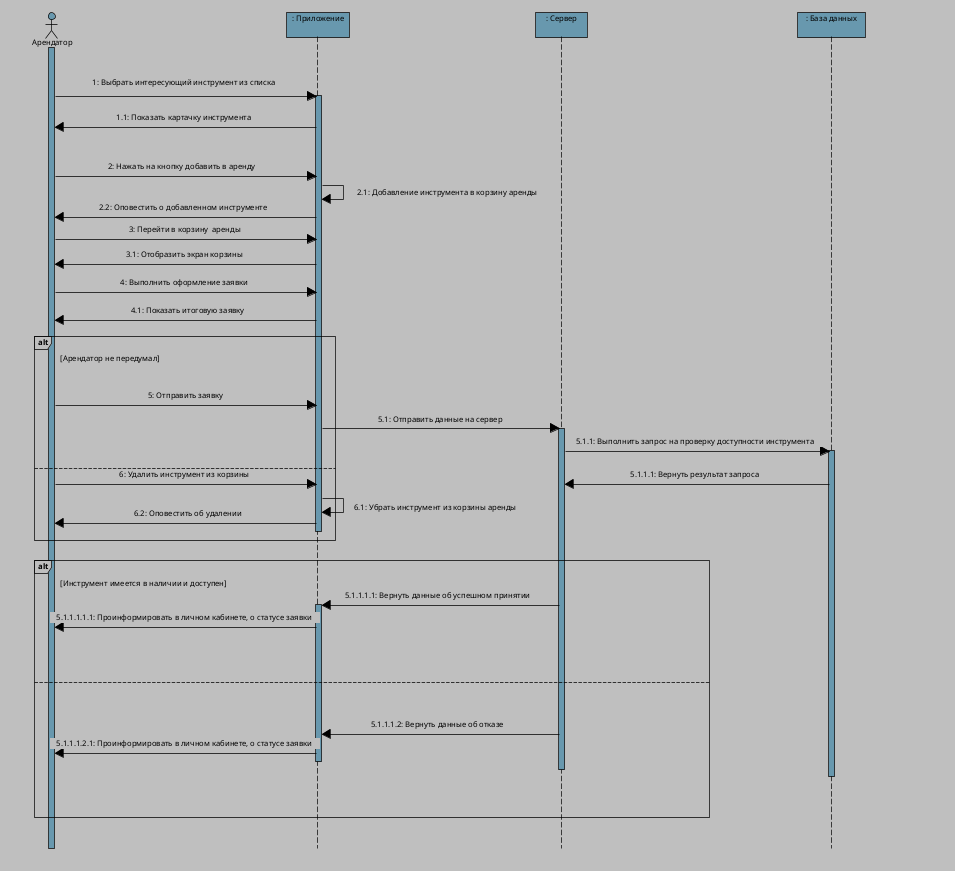 : Приложение
: Сервер
: База данных
Арендатор
1: Выбрать интересующий инструмент из списка
1.1: Показать картачку инструмента
2: Нажать на кнопку добавить в аренду
2.1: Добавление инструмента в корзину аренды
2.2: Оповестить о добавленном инструменте
3: Перейти в корзину аренды
3.1: Отобразить экран корзины
4: Выполнить оформление заявки
4.1: Показать итоговую заявку
alt
[Арендатор не передумал]
5: Отправить заявку
5.1: Отправить данные на сервер
5.1.1: Выполнить запрос на проверку доступности инструмента
6: Удалить инструмент из корзины
5.1.1.1: Вернуть результат запроса
6.1: Убрать инструмент из корзины аренды
6.2: Оповестить об удалении
alt
[Инструмент имеется в наличии и доступен]
5.1.1.1.1: Вернуть данные об успешном принятии
5.1.1.1.1.1: Проинформировать в личном кабинете, о статусе заявки
5.1.1.1.2: Вернуть данные об отказе
5.1.1.1.2.1: Проинформировать в личном кабинете, о статусе заявки